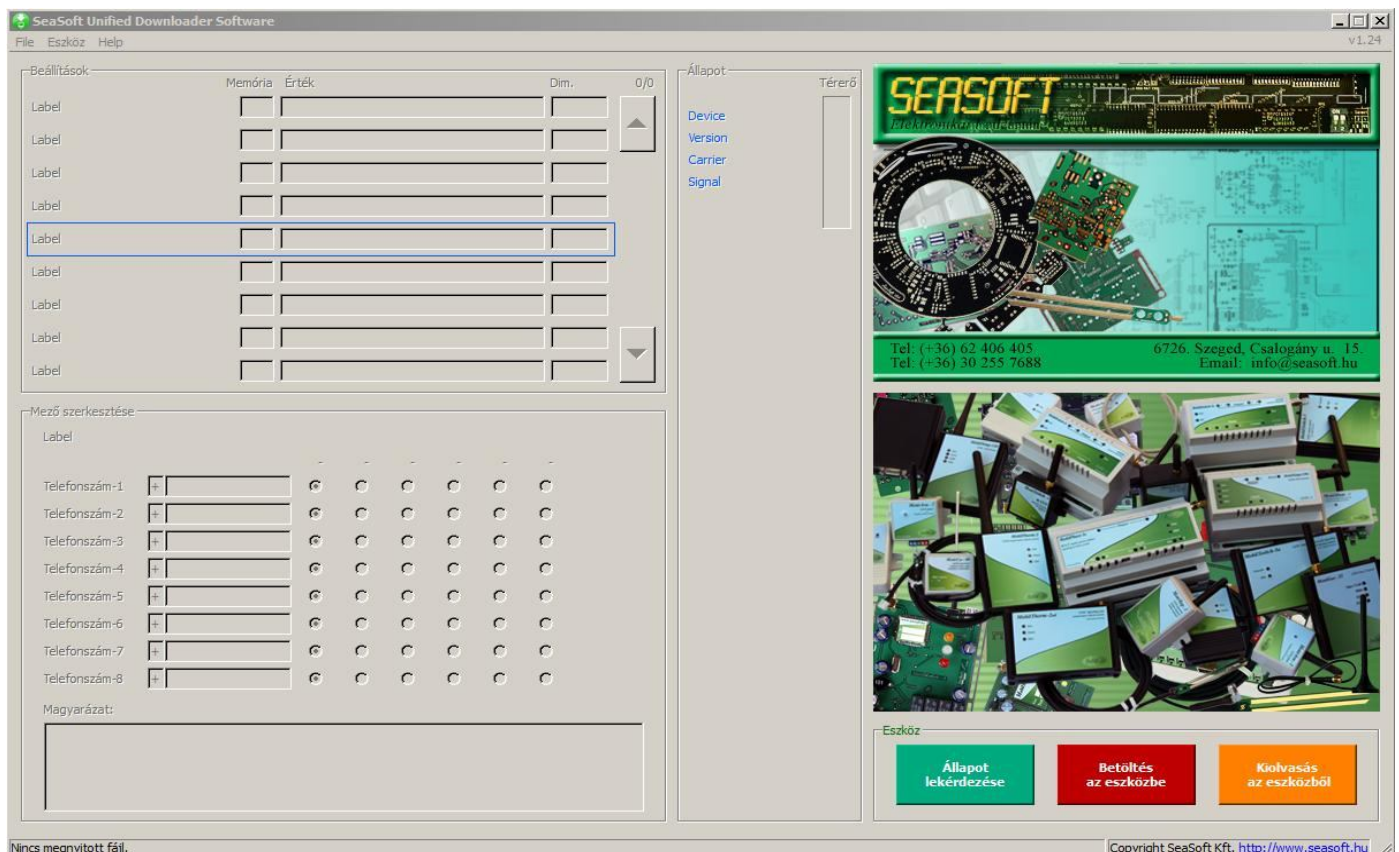 SeaSoft Unified Downloader Software
File Eszköz Help
v1.24
Beállítások
Memória Érték Dim. 0/0
Label
Label
Label
Label
Label
Label
Label
Label
Label
Állapot
Térerő
Device
Version
Carrier
Signal
SEASOFT
Tel: (+36) 62 406 405
6726. Szeged, Csalogány u. 15.
Tel: (+36) 30 255 7688
Email: info@seasoft.hu
Mező szerkesztése
Label
- - - - - -
Telefonszám-1 +
Telefonszám-2 +
Telefonszám-3 +
Telefonszám-4 +
Telefonszám-5 +
Telefonszám-6 +
Telefonszám-7 +
Telefonszám-8 +
Magyarázat:
Eszköz
Állapot
lekérdezése
Betöltés
az eszközbe
Kiolvasás
az eszközből
Nincs megnyitott fájl.
Copyright SeaSoft Kft. http://www.seasoft.hu